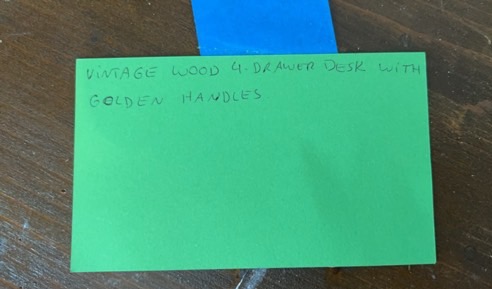 VINTAGE WOOD 4-DRAWER DESK WITH
GOLDEN HANDLES